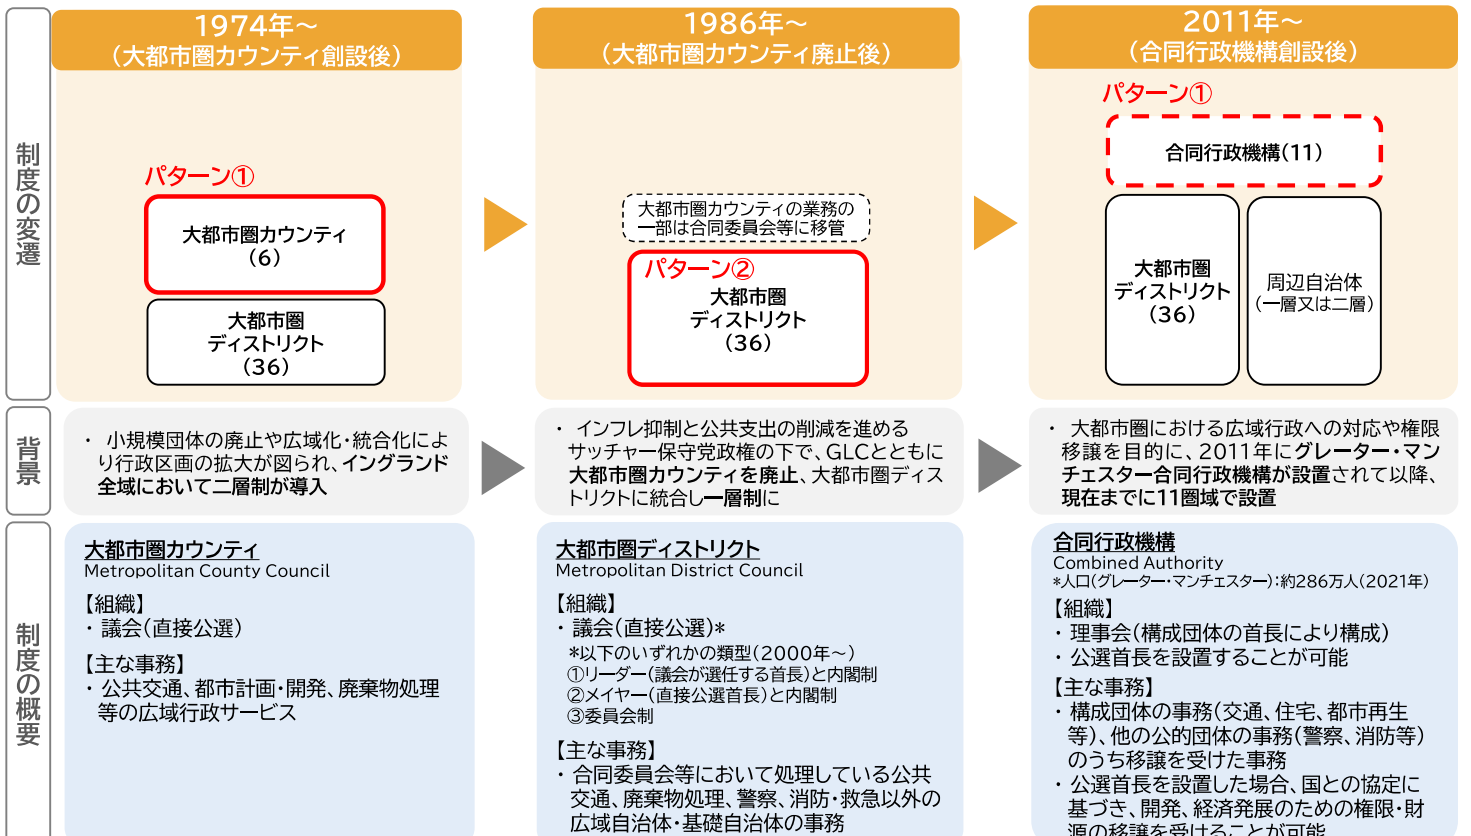 制度の変遷
1974年～
（大都市圏カウンティ創設後）
パターン①
大都市圏カウンティ
（6）
大都市圏
ディストリクト
（36）
1986年～
（大都市圏カウンティ廃止後）
大都市圏カウンティの業務の
一部は合同委員会等に移管
パターン②
大都市圏
ディストリクト
（36）
2011年～
（合同行政機構創設後）
パターン①
合同行政機構（11）
大都市圏
ディストリクト
（36）
周辺自治体
（一層又は二層）
背景
・ 小規模団体の廃止や広域化・統合化によ
り行政区画の拡大が図られ、イングランド
全域において二層制が導入
・ インフレ抑制と公共支出の削減を進める
サッチャー保守党政権の下で、GLCとともに
大都市圏カウンティを廃止、大都市圏ディス
トリクトに統合し一層制に
・ 大都市圏における広域行政への対応や権限
移譲を目的に、2011年にグレーター・マン
チェスター合同行政機構が設置されて以降、
現在までに11圏域で設置
制度の概要
大都市圏カウンティ
Metropolitan County Council
【組織】
・ 議会（直接公選）
【主な事務】
・ 公共交通、都市計画・開発、廃棄物処理
等の広域行政サービス
大都市圏ディストリクト
Metropolitan District Council
【組織】
・ 議会（直接公選）*
*以下のいずれかの類型（2000年～）
①リーダー（議会が選任する首長）と内閣制
②メイヤー（直接公選首長）と内閣制
③委員会制
【主な事務】
・ 合同委員会等において処理している公共
交通、廃棄物処理、警察、消防・救急以外の
広域自治体・基礎自治体の事務
合同行政機構
Combined Authority
*人口（グレーター・マンチェスター）：約286万人（2021年）
【組織】
・ 理事会（構成団体の首長により構成）
・ 公選首長を設置することが可能
【主な事務】
・ 構成団体の事務（交通、住宅、都市再生
等）、他の公的団体の事務（警察、消防等）
のうち移譲を受けた事務
・ 公選首長を設置した場合、国との協定に
基づき、開発、経済発展のための権限・財
源の移譲を受けることが可能